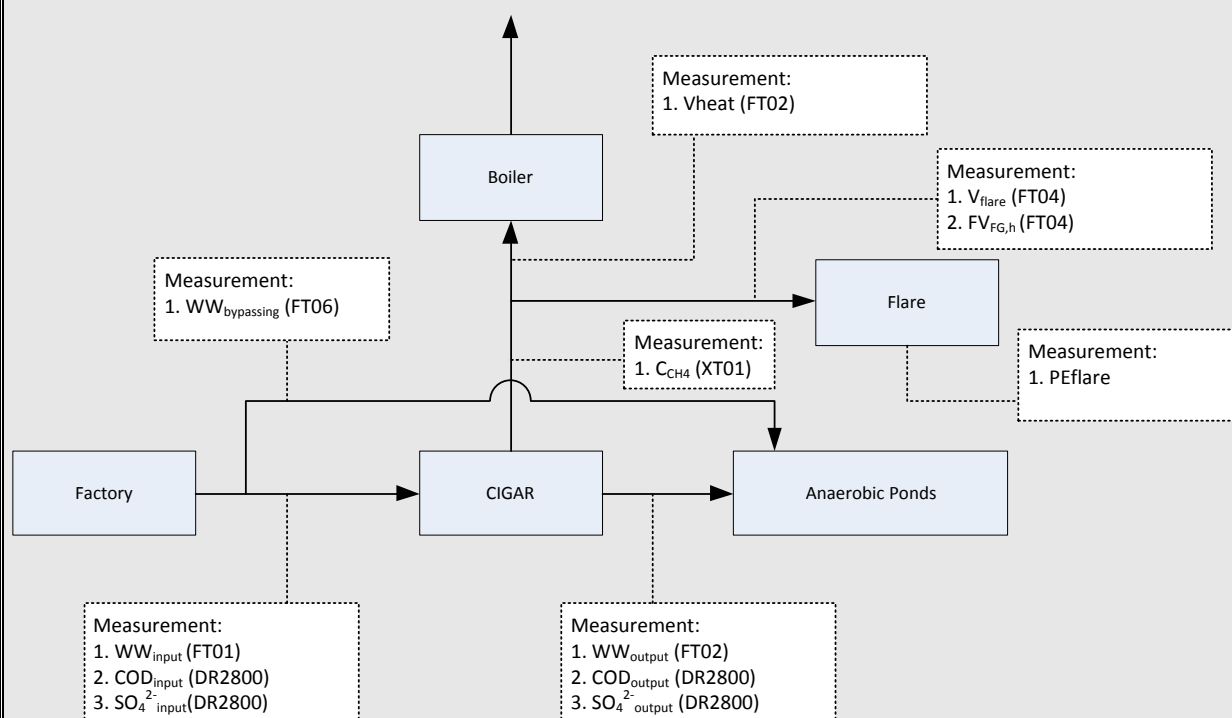 Measurement:
1. Vheat (FT02)
Boiler
Measurement:
1. Vflare (FT04)
2. FVFG,h (FT04)
Measurement:
1. WWbypassing (FT06)
Flare
Measurement:
1. CCH4 (XT01)
Measurement:
1. PEflare
Factory
CIGAR
Anaerobic Ponds
Measurement:
1. WWinput (FT01)
2. CODinput (DR2800)
3. SO42-input(DR2800)
Measurement:
1. WWoutput (FT02)
2. CODoutput (DR2800)
3. SO42-output (DR2800)